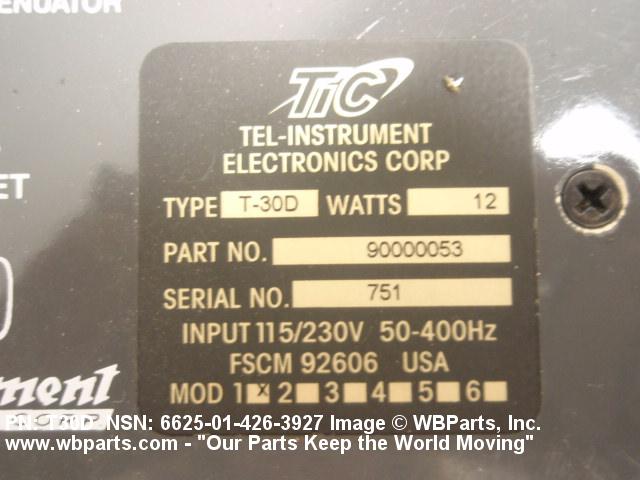 ENUATOR
TIC
TEL-INSTRUMENT
ELECTRONICS CORP
ET
TYPE T-30D WATTS 12
PART NO. 90000053
SERIAL NO. 751
INPUT 115/230V 50-400Hz
FSCM 92606 USA
MOD 1 x 2 3 4 5 6
ment
PN: T30D NSN: 6625-01-426-3927 Image © WBParts, Inc.
www.wbparts.com - "Our Parts Keep the World Moving"